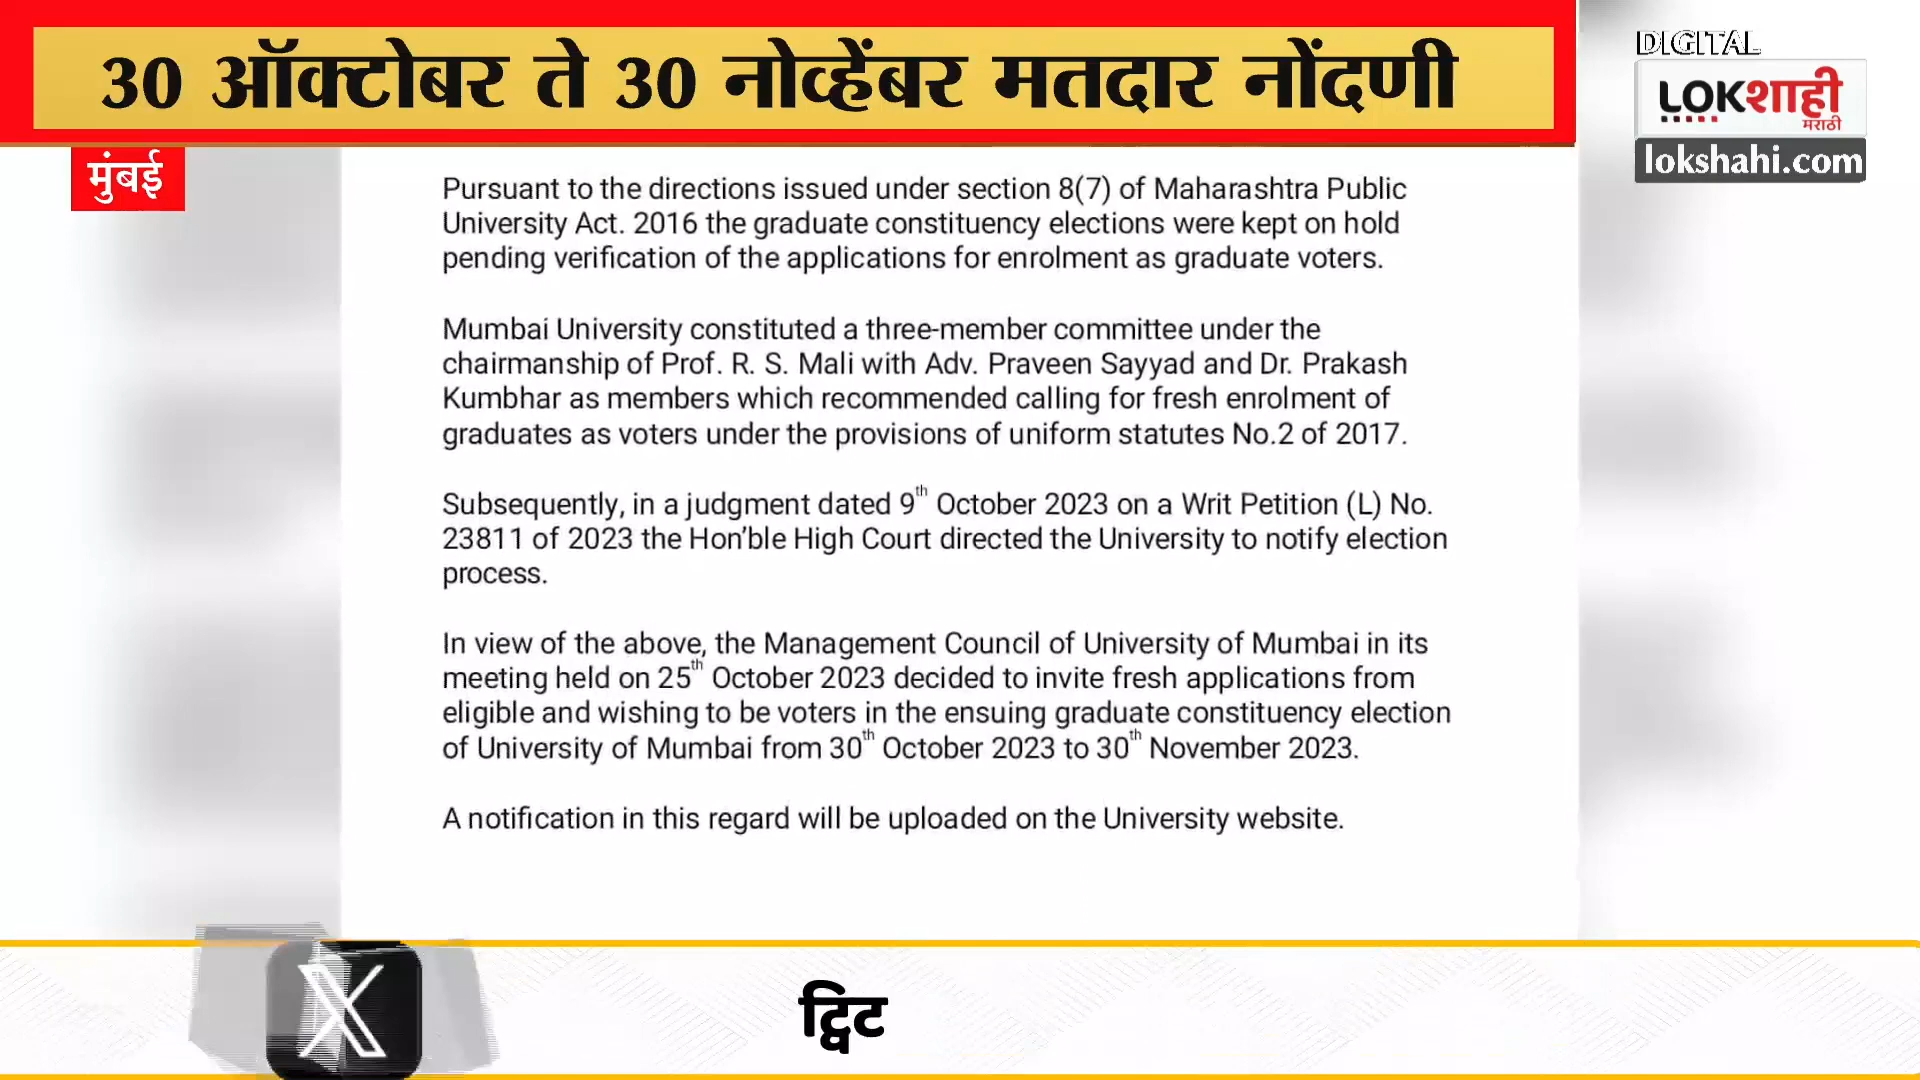 30 ऑक्टोबर ते 30 नोव्हेंबर मतदार नोंदणी
DIGITAL
LOKशाही
मराठी
lokshahi.com
मुंबई
Pursuant to the directions issued under section 8(7) of Maharashtra Public
University Act. 2016 the graduate constituency elections were kept on hold
pending verification of the applications for enrolment as graduate voters.
Mumbai University constituted a three-member committee under the
chairmanship of Prof. R. S. Mali with Adv. Praveen Sayyad and Dr. Prakash
Kumbhar as members which recommended calling for fresh enrolment of
graduates as voters under the provisions of uniform statutes No.2 of 2017.
Subsequently, in a judgment dated 9th October 2023 on a Writ Petition (L) No.
23811 of 2023 the Hon’ble High Court directed the University to notify election
process.
In view of the above, the Management Council of University of Mumbai in its
meeting held on 25th October 2023 decided to invite fresh applications from
eligible and wishing to be voters in the ensuing graduate constituency election
of University of Mumbai from 30th October 2023 to 30th November 2023.
A notification in this regard will be uploaded on the University website.
X
ट्विट